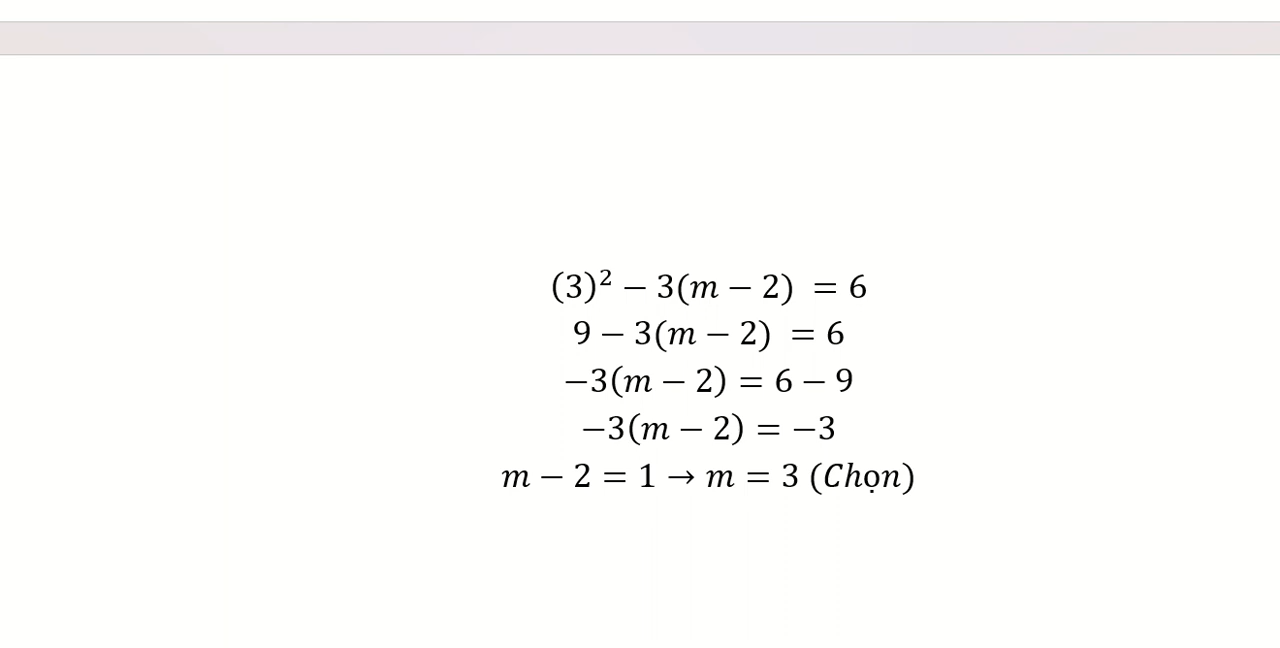 (3)² − 3(m − 2) = 6
9 − 3(m − 2) = 6
−3(m − 2) = 6 − 9
−3(m − 2) = −3
m − 2 = 1 → m = 3 (Chọn)